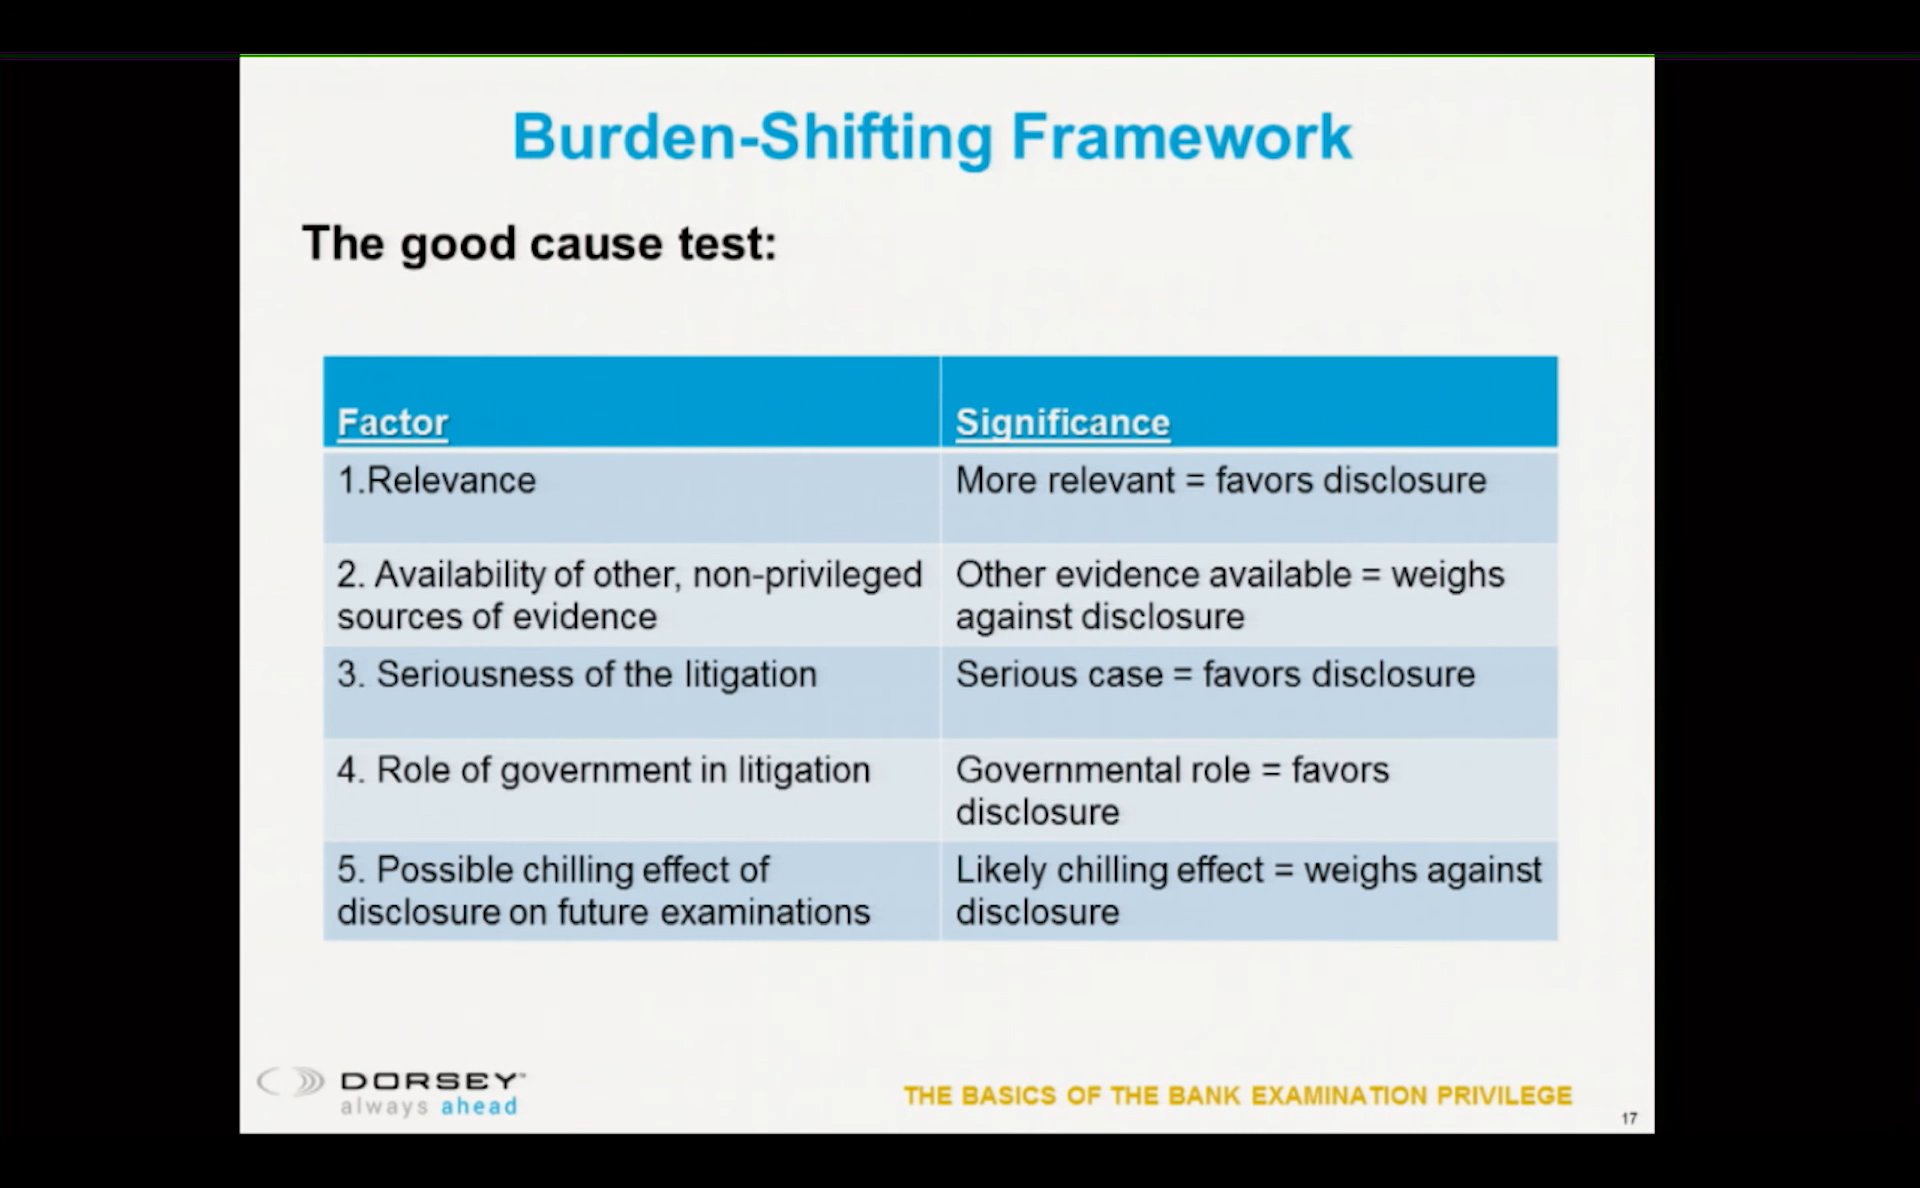 Burden-Shifting Framework
The good cause test:
Factor
Significance
1.Relevance
More relevant = favors disclosure
2. Availability of other, non-privileged
sources of evidence
Other evidence available = weighs
against disclosure
3. Seriousness of the litigation
Serious case = favors disclosure
4. Role of government in litigation
Governmental role = favors
disclosure
5. Possible chilling effect of
disclosure on future examinations
Likely chilling effect = weighs against
disclosure
DORSEY™
always ahead
THE BASICS OF THE BANK EXAMINATION PRIVILEGE
17